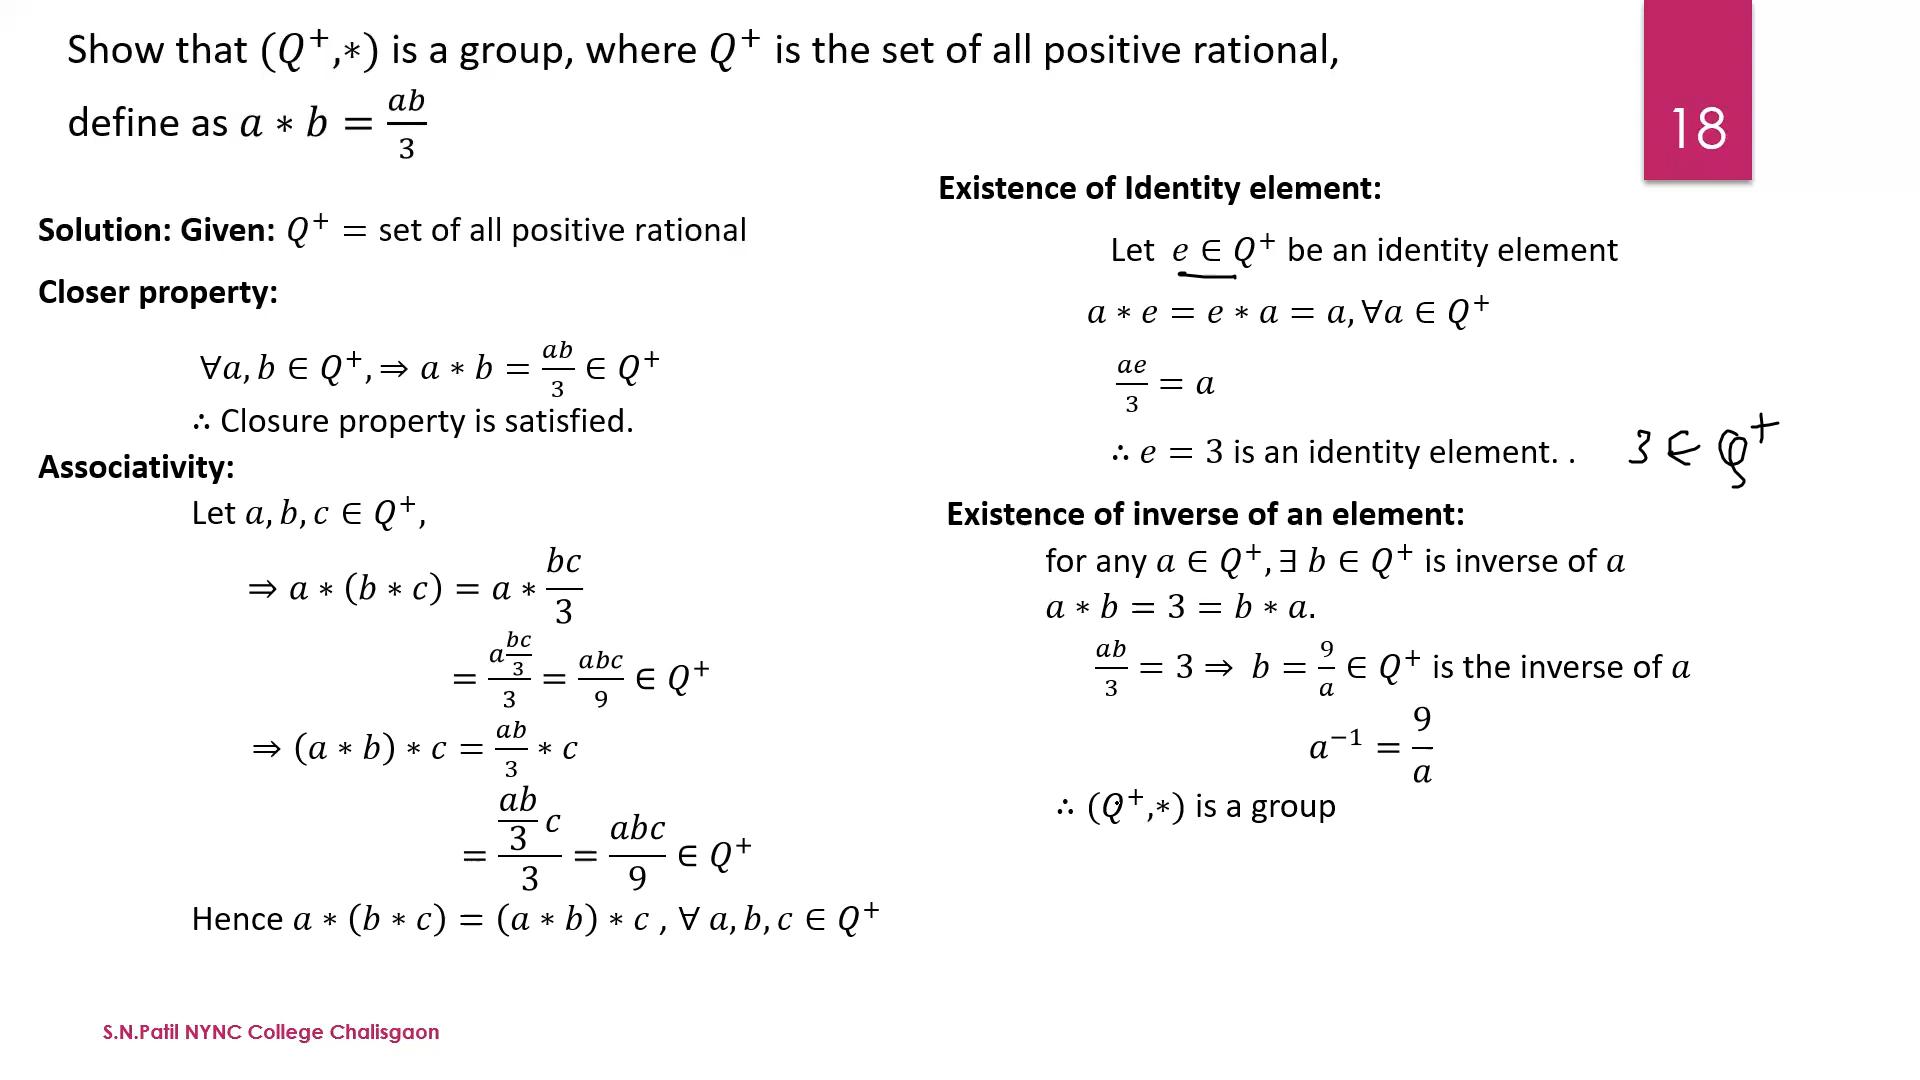 Show that (Q⁺,∗) is a group, where Q⁺ is the set of all positive rational,
define as a ∗ b = ab/3
18
Solution: Given: Q⁺ = set of all positive rational
Closer property:
∀a, b ∈ Q⁺, ⇒ a ∗ b = ab/3 ∈ Q⁺
∴ Closure property is satisfied.
Associativity:
Let a, b, c ∈ Q⁺,
⇒ a ∗ (b ∗ c) = a ∗ bc/3
= (a bc/3)/3 = abc/9 ∈ Q⁺
⇒ (a ∗ b) ∗ c = ab/3 ∗ c
= (ab/3 c)/3 = abc/9 ∈ Q⁺
Hence a ∗ (b ∗ c) = (a ∗ b) ∗ c , ∀ a, b, c ∈ Q⁺
Existence of Identity element:
Let e ∈ Q⁺ be an identity element
a ∗ e = e ∗ a = a, ∀a ∈ Q⁺
ae/3 = a
∴ e = 3 is an identity element. .
3 ∈ Q⁺
Existence of inverse of an element:
for any a ∈ Q⁺, ∃ b ∈ Q⁺ is inverse of a
a ∗ b = 3 = b ∗ a.
ab/3 = 3 ⇒ b = 9/a ∈ Q⁺ is the inverse of a
a⁻¹ = 9/a
∴ (Q⁺,∗) is a group
S.N.Patil NYNC College Chalisgaon